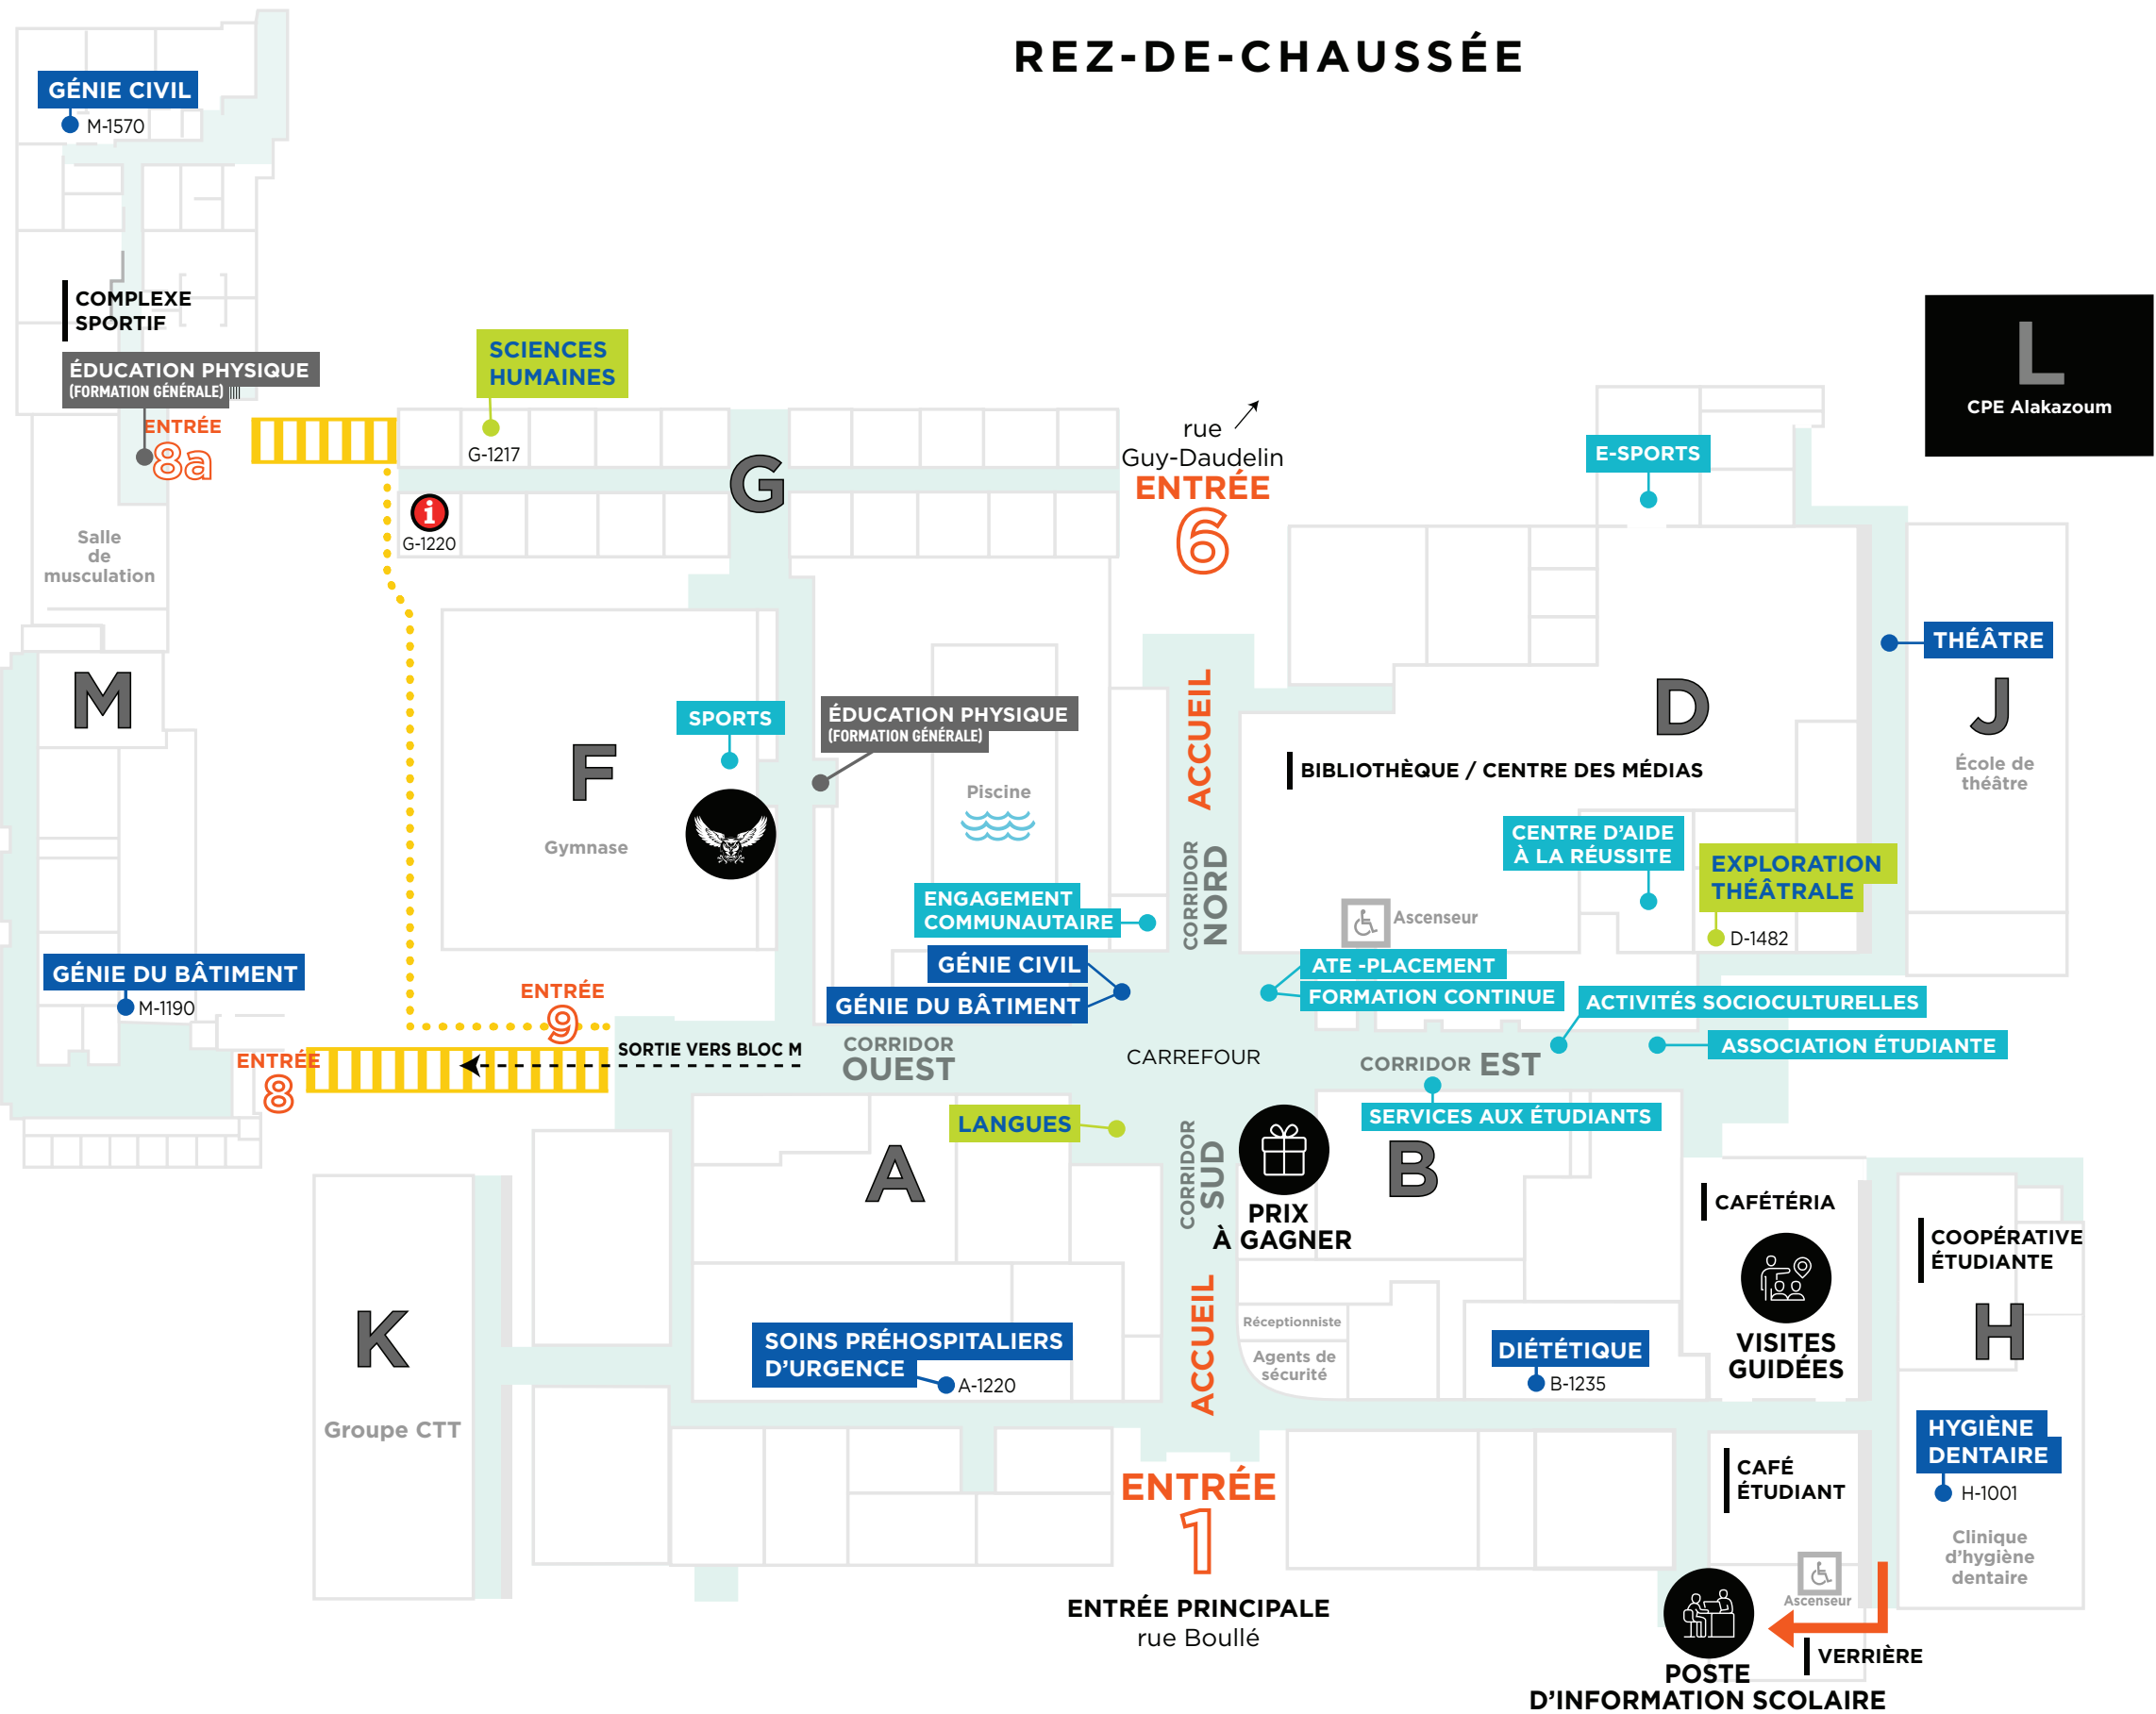 REZ-DE-CHAUSSÉE
GÉNIE CIVIL
M-1570
COMPLEXE
SPORTIF
ÉDUCATION PHYSIQUE
(FORMATION GÉNÉRALE)
ENTRÉE
8a
SCIENCES
HUMAINES
G-1217
G
i
G-1220
rue
Guy-Daudelin
ENTRÉE
6
E-SPORTS
L
CPE Alakazoum
Salle
de
musculation
M
THÉÂTRE
J
École de
théâtre
D
BIBLIOTHÈQUE / CENTRE DES MÉDIAS
ACCUEIL
SPORTS
ÉDUCATION PHYSIQUE
(FORMATION GÉNÉRALE)
F
Gymnase
Piscine
CENTRE D'AIDE
À LA RÉUSSITE
EXPLORATION
THÉÂTRALE
D-1482
CORRIDOR
NORD
ENGAGEMENT
COMMUNAUTAIRE
Ascenseur
GÉNIE CIVIL
GÉNIE DU BÂTIMENT
ATE -PLACEMENT
FORMATION CONTINUE
ACTIVITÉS SOCIOCULTURELLES
ASSOCIATION ÉTUDIANTE
GÉNIE DU BÂTIMENT
M-1190
ENTRÉE
9
ENTRÉE
8
SORTIE VERS BLOC M
CORRIDOR
OUEST
CARREFOUR
CORRIDOR EST
SERVICES AUX ÉTUDIANTS
LANGUES
A
CORRIDOR
SUD
PRIX
À GAGNER
B
CAFÉTÉRIA
VISITES
GUIDÉES
COOPÉRATIVE
ÉTUDIANTE
H
K
Groupe CTT
ACCUEIL
Réceptionniste
Agents de
sécurité
SOINS PRÉHOSPITALIERS
D'URGENCE
A-1220
DIÉTÉTIQUE
B-1235
HYGIÈNE
DENTAIRE
H-1001
Clinique
d'hygiène
dentaire
CAFÉ
ÉTUDIANT
Ascenseur
ENTRÉE
1
ENTRÉE PRINCIPALE
rue Boullé
VERRIÈRE
POSTE
D'INFORMATION SCOLAIRE